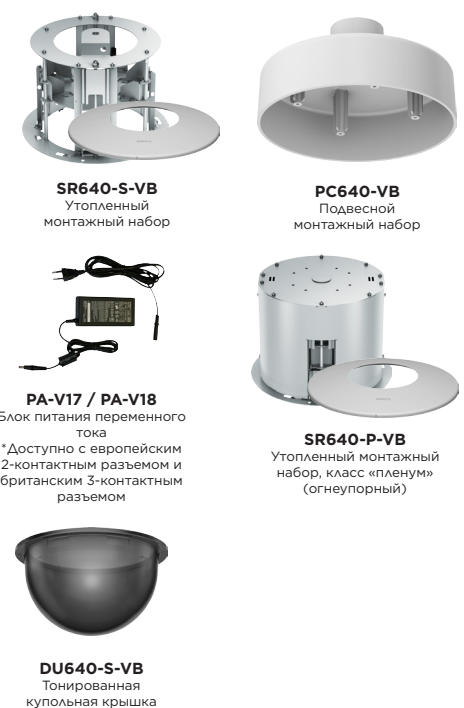 SR640-S-VB
Утопленный
монтажный набор
PC640-VB
Подвесной
монтажный набор
PA-V17 / PA-V18
Блок питания переменного
тока
*Доступно с европейским
2-контактным разъемом и
британским 3-контактным
разъемом
SR640-P-VB
Утопленный монтажный
набор, класс «пленум»
(огнеупорный)
DU640-S-VB
Тонированная
купольная крышка